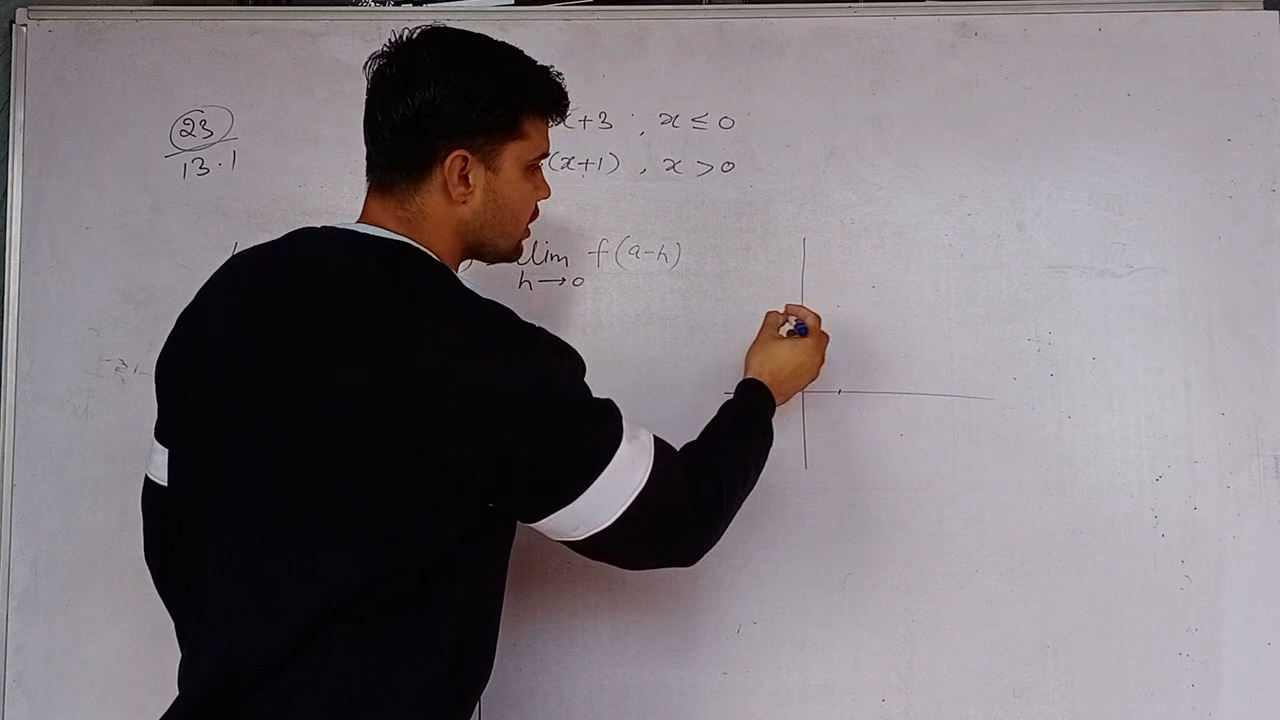 23
13.1
x+3 , x ≤ 0
(x+1) , x > 0
lim f(a-h)
h→0